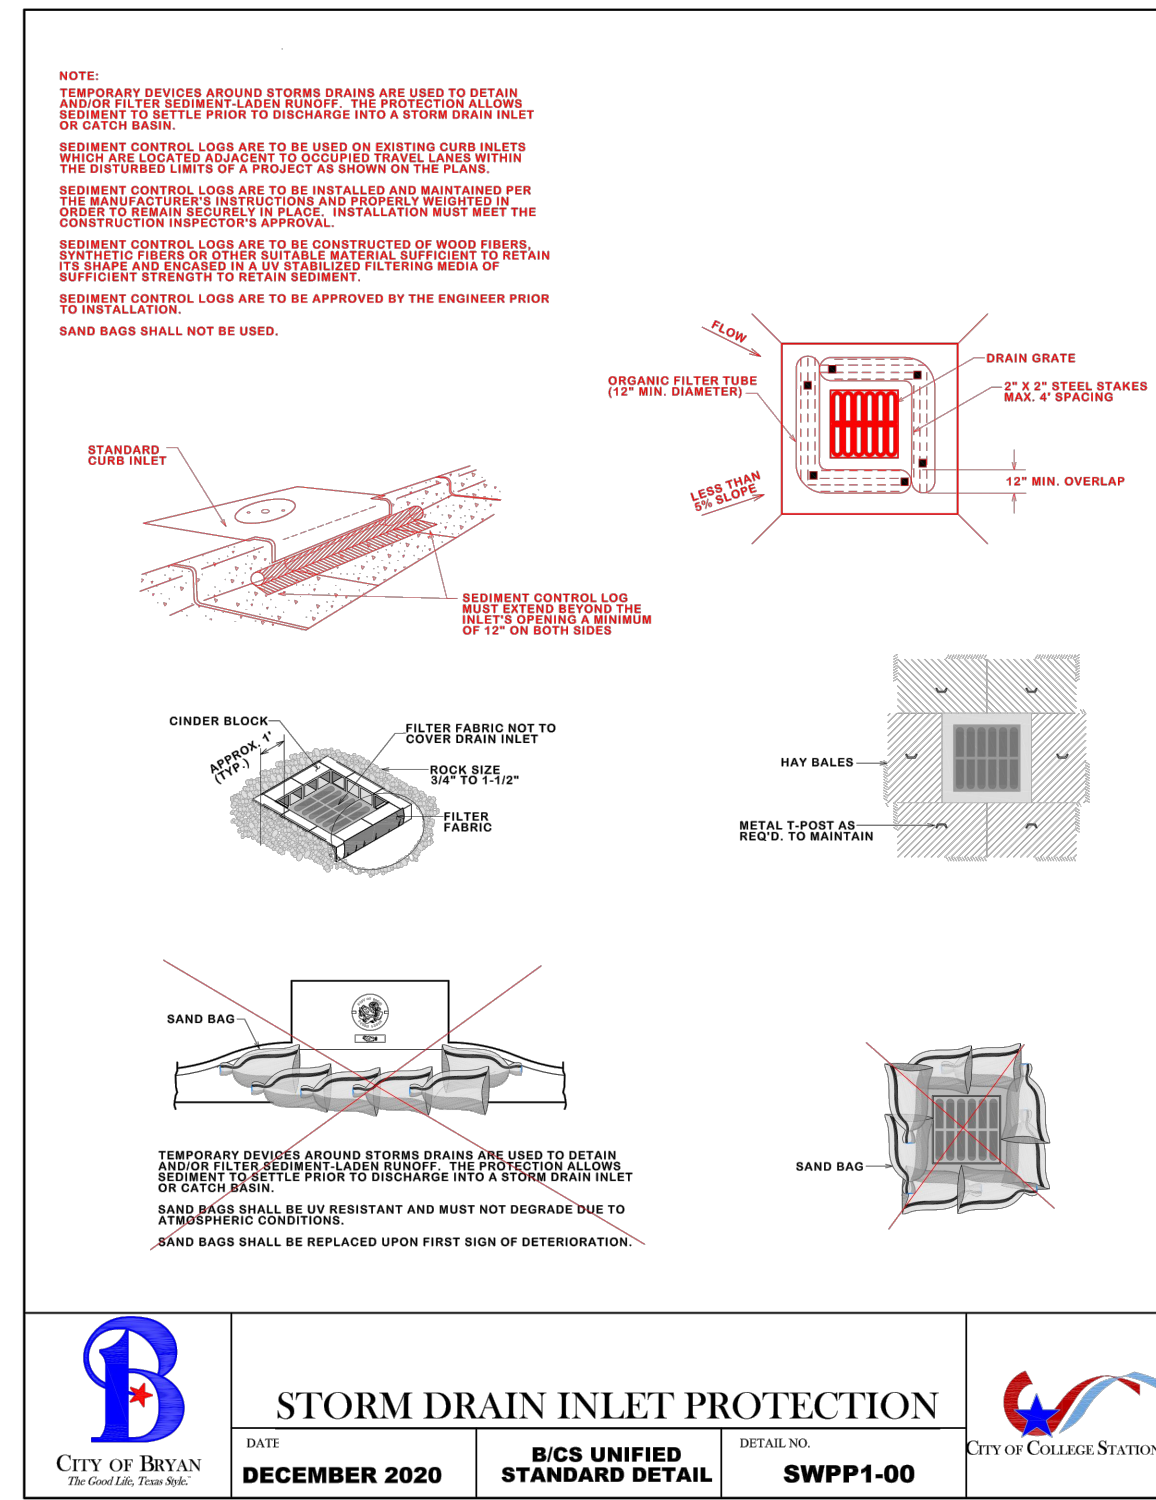 NOTE:
TEMPORARY DEVICES AROUND STORMS DRAINS ARE USED TO DETAIN
AND/OR FILTER SEDIMENT-LADEN RUNOFF. THE PROTECTION ALLOWS
SEDIMENT TO SETTLE PRIOR TO DISCHARGE INTO A STORM DRAIN INLET
OR CATCH BASIN.
SEDIMENT CONTROL LOGS ARE TO BE USED ON EXISTING CURB INLETS
WHICH ARE LOCATED ADJACENT TO OCCUPIED TRAVEL LANES WITHIN
THE DISTURBED LIMITS OF A PROJECT AS SHOWN ON THE PLANS.
SEDIMENT CONTROL LOGS ARE TO BE INSTALLED AND MAINTAINED PER
THE MANUFACTURER'S INSTRUCTIONS AND PROPERLY WEIGHTED IN
ORDER TO REMAIN SECURELY IN PLACE. INSTALLATION MUST MEET THE
CONSTRUCTION INSPECTOR'S APPROVAL.
SEDIMENT CONTROL LOGS ARE TO BE CONSTRUCTED OF WOOD FIBERS,
SYNTHETIC FIBERS OR OTHER SUITABLE MATERIAL SUFFICIENT TO RETAIN
ITS SHAPE AND ENCASED IN A UV STABILIZED FILTERING MEDIA OF
SUFFICIENT STRENGTH TO RETAIN SEDIMENT.
SEDIMENT CONTROL LOGS ARE TO BE APPROVED BY THE ENGINEER PRIOR
TO INSTALLATION.
SAND BAGS SHALL NOT BE USED.
FLOW
DRAIN GRATE
ORGANIC FILTER TUBE
(12" MIN. DIAMETER)
2" X 2" STEEL STAKES
MAX. 4' SPACING
LESS THAN
5% SLOPE
12" MIN. OVERLAP
STANDARD
CURB INLET
SEDIMENT CONTROL LOG
MUST EXTEND BEYOND THE
INLET'S OPENING A MINIMUM
OF 12" ON BOTH SIDES
CINDER BLOCK
APPROX. 1'
(TYP.)
FILTER FABRIC NOT TO
COVER DRAIN INLET
ROCK SIZE
3/4" TO 1-1/2"
FILTER
FABRIC
HAY BALES
METAL T-POST AS
REQ'D. TO MAINTAIN
SAND BAG
TEMPORARY DEVICES AROUND STORMS DRAINS ARE USED TO DETAIN
AND/OR FILTER SEDIMENT-LADEN RUNOFF. THE PROTECTION ALLOWS
SEDIMENT TO SETTLE PRIOR TO DISCHARGE INTO A STORM DRAIN INLET
OR CATCH BASIN.
SAND BAGS SHALL BE UV RESISTANT AND MUST NOT DEGRADE DUE TO
ATMOSPHERIC CONDITIONS.
SAND BAGS SHALL BE REPLACED UPON FIRST SIGN OF DETERIORATION.
SAND BAG
CITY OF BRYAN
The Good Life, Texas Style.™
STORM DRAIN INLET PROTECTION
DATE
DECEMBER 2020
B/CS UNIFIED
STANDARD DETAIL
DETAIL NO.
SWPP1-00
CITY OF COLLEGE STATION